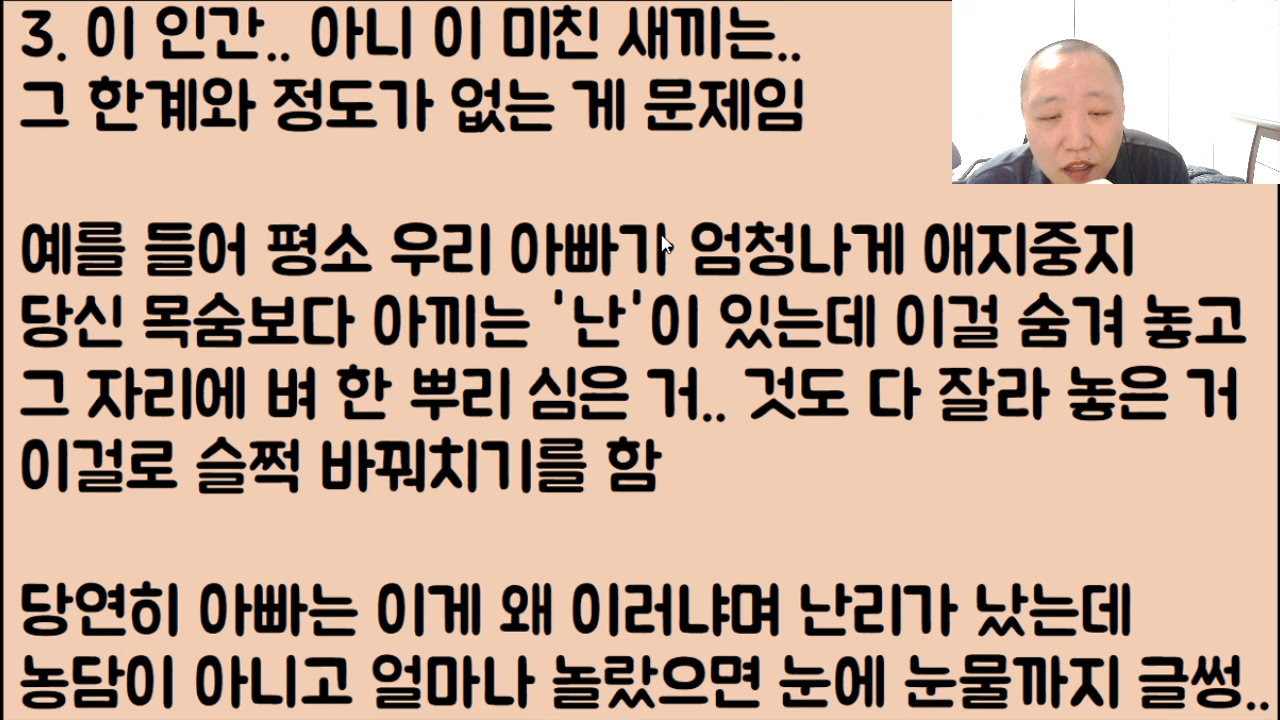 3. 이 인간.. 아니 이 미친 새끼는..
그 한계와 정도가 없는 게 문제임
예를 들어 평소 우리 아빠가 엄청나게 애지중지
당신 목숨보다 아끼는 '난'이 있는데 이걸 숨겨 놓고
그 자리에 벼 한 뿌리 심은 거.. 것도 다 잘라 놓은 거
이걸로 슬쩍 바꿔치기를 함
당연히 아빠는 이게 왜 이러냐며 난리가 났는데
농담이 아니고 얼마나 놀랐으면 눈에 눈물까지 글썽..